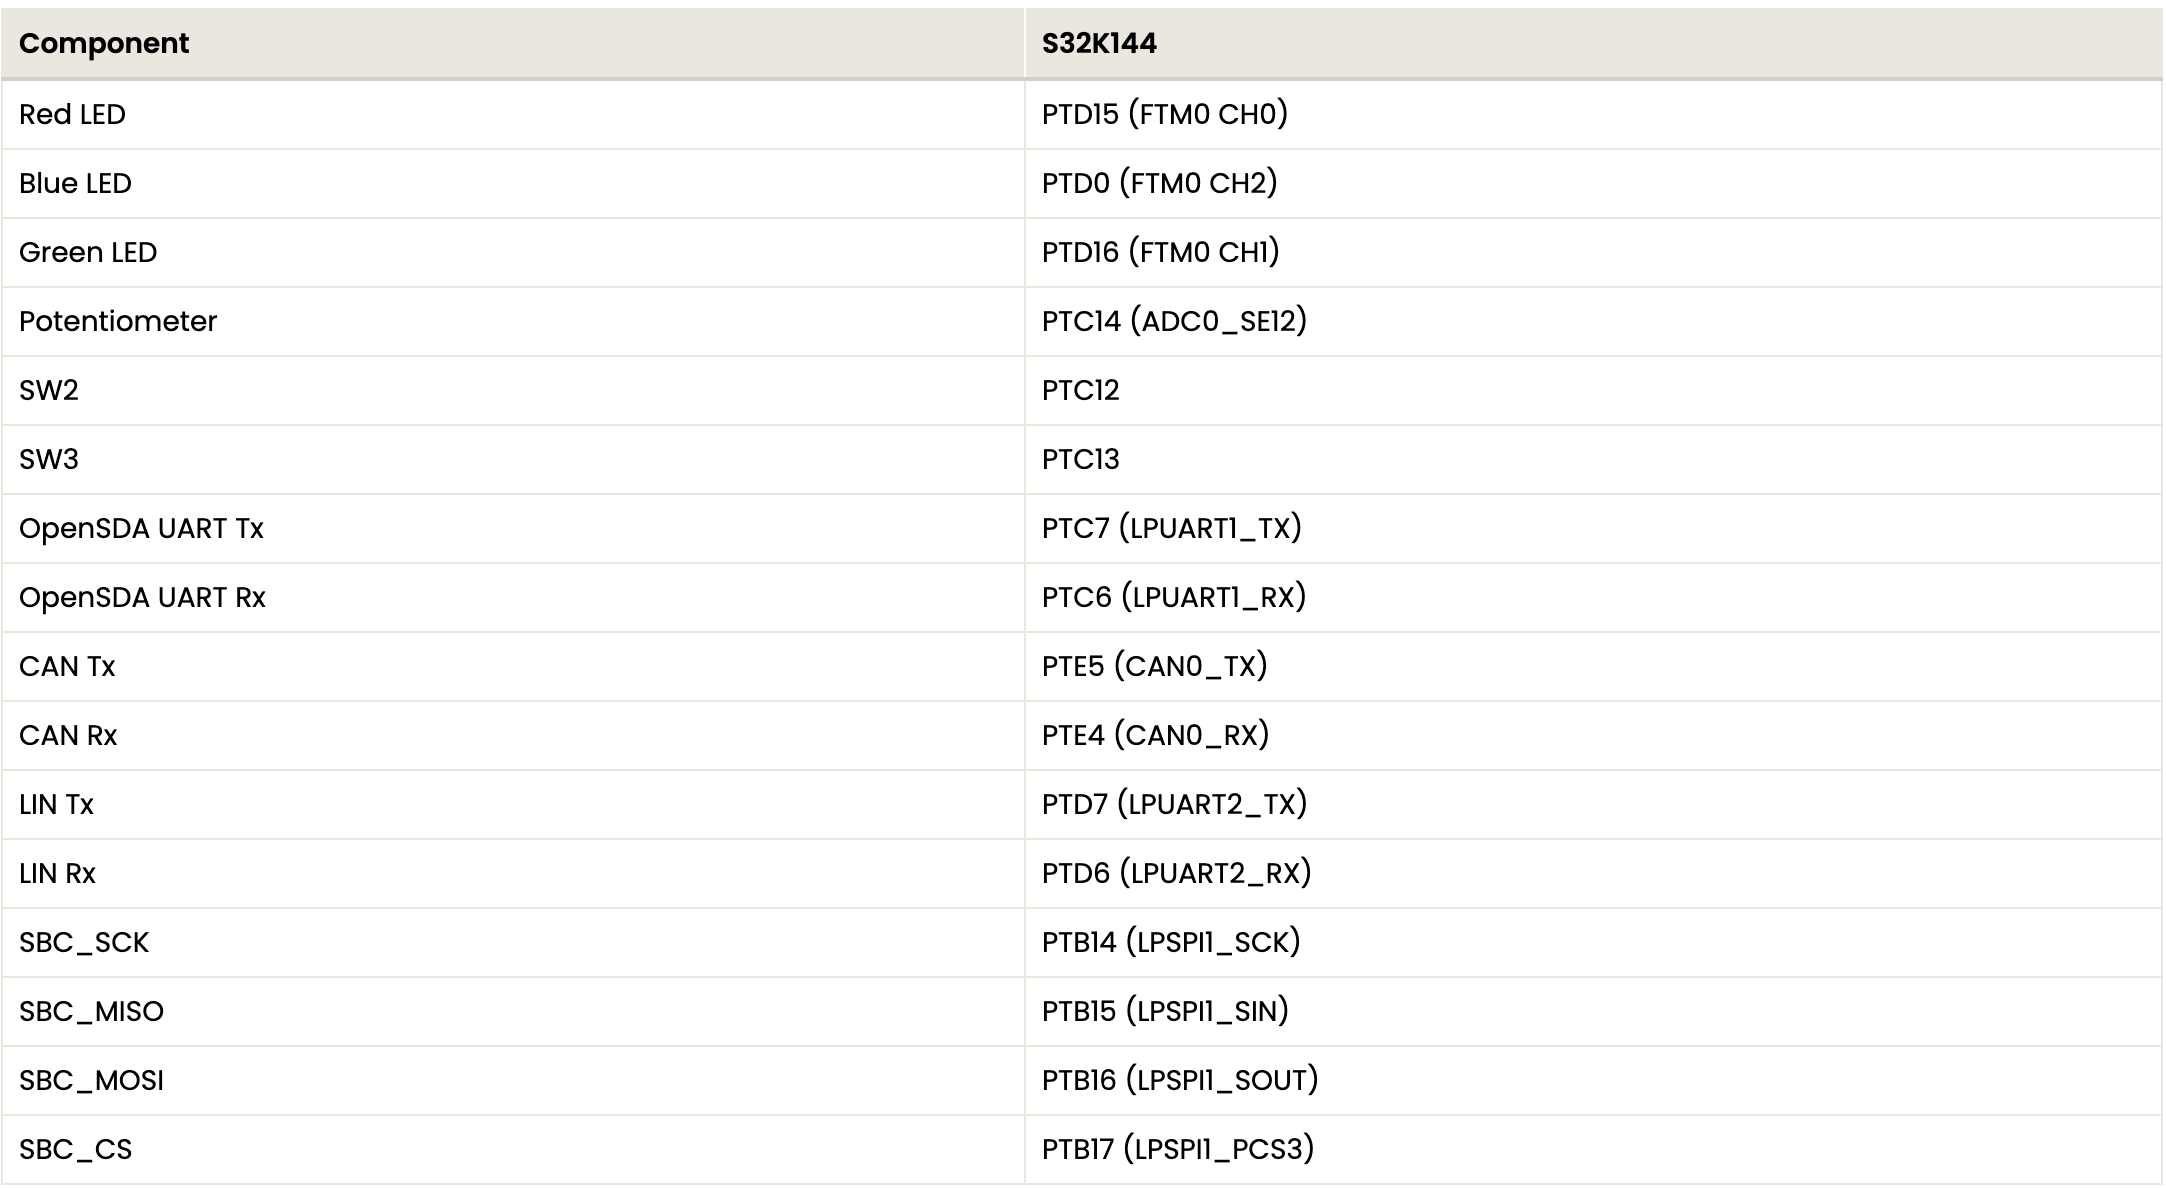 Component S32K144
Red LED PTD15 (FTM0 CH0)
Blue LED PTD0 (FTM0 CH2)
Green LED PTD16 (FTM0 CH1)
Potentiometer PTC14 (ADC0_SE12)
SW2 PTC12
SW3 PTC13
OpenSDA UART Tx PTC7 (LPUART1_TX)
OpenSDA UART Rx PTC6 (LPUART1_RX)
CAN Tx PTE5 (CAN0_TX)
CAN Rx PTE4 (CAN0_RX)
LIN Tx PTD7 (LPUART2_TX)
LIN Rx PTD6 (LPUART2_RX)
SBC_SCK PTB14 (LPSPI1_SCK)
SBC_MISO PTB15 (LPSPI1_SIN)
SBC_MOSI PTB16 (LPSPI1_SOUT)
SBC_CS PTB17 (LPSPI1_PCS3)